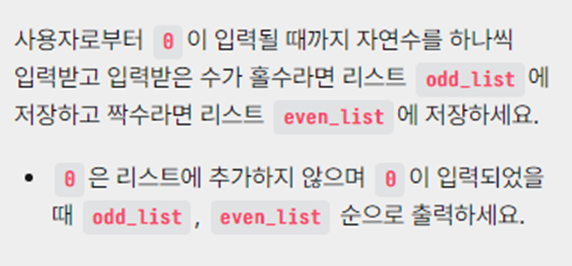 사용자로부터 0 이 입력될 때까지 자연수를 하나씩
입력받고 입력받은 수가 홀수라면 리스트 odd_list 에
저장하고 짝수라면 리스트 even_list 에 저장하세요.
• 0 은 리스트에 추가하지 않으며 0 이 입력되었을
때 odd_list , even_list 순으로 출력하세요.